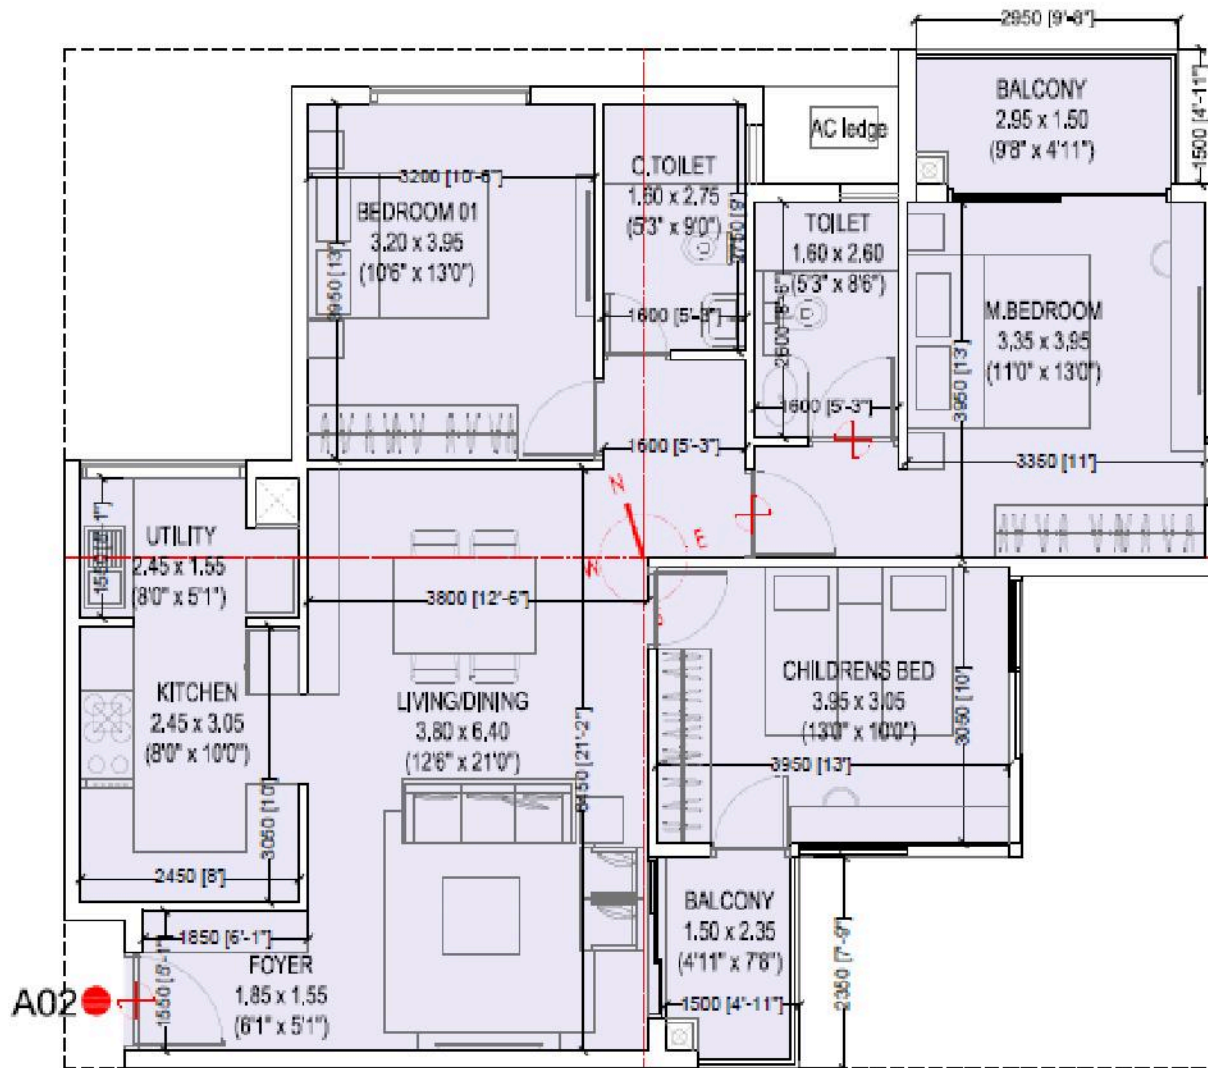 2950 [9'-8"]
BALCONY
2.95 x 1.50
(9'8" x 4'11")
1500 [4'-11"]
AC ledge
3200 [10'-6"]
BEDROOM 01
3.20 x 3.95
(10'6" x 13'0")
3950 [13']
C.TOILET
1.60 x 2.75
(5'3" x 9'0")
2750 [9']
1600 [5'-3"]
TOILET
1.60 x 2.60
(5'3" x 8'6")
2600 [8'-6"]
1600 [5'-3"]
M.BEDROOM
3.35 x 3.95
(11'0" x 13'0")
3950 [13']
3350 [11']
1600 [5'-3"]
N
E
UTILITY
2.45 x 1.55
(8'0" x 5'1")
1550 [5'-1"]
3800 [12'-6"]
KITCHEN
2.45 x 3.05
(8'0" x 10'0")
3050 [10']
2450 [8']
LIVING/DINING
3.80 x 6.40
(12'6" x 21'0")
6450 [21'-2"]
CHILDRENS BED
3.95 x 3.05
(13'0" x 10'0")
3050 [10']
3950 [13']
BALCONY
1.50 x 2.35
(4'11" x 7'8")
1500 [4'-11"]
2350 [7'-9"]
1850 [6'-1"]
FOYER
1.85 x 1.55
(6'1" x 5'1")
1550 [5'-1"]
A02